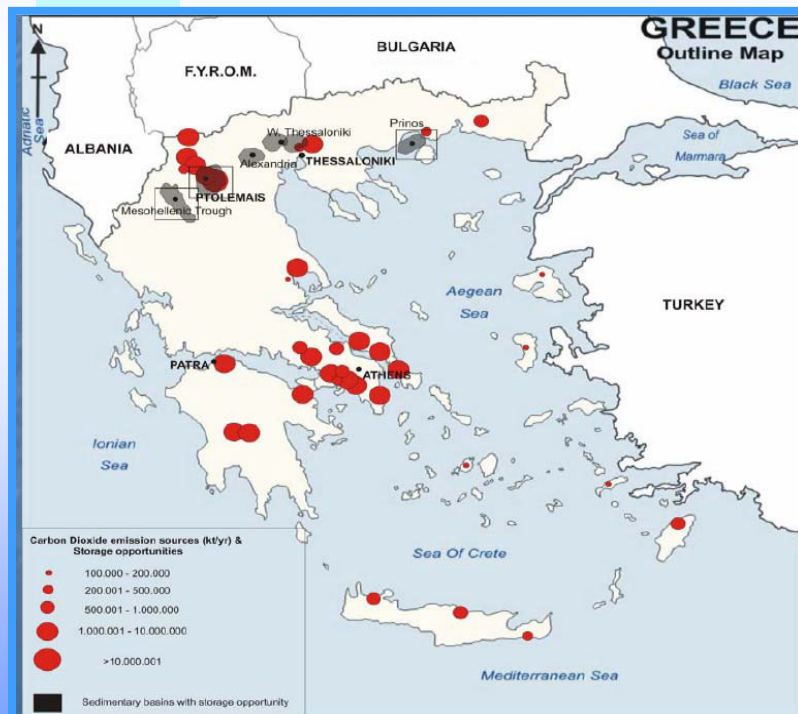 GREECE
Outline Map
N
BULGARIA
F.Y.R.O.M.
Black Sea
Adriatic
Sea
ALBANIA
Prinos
W. Thessaloniki
Sea of
Marmara
Alexandria
THESSALONIKI
PTOLEMAIS
Mesohellenic Trough
Aegean
Sea
TURKEY
PATRA
ATHENS
Ionian
Sea
Sea Of Crete
Mediterranean Sea
Carbon Dioxide emission sources (kt/yr) &
Storage opportunities
100.000 - 200.000
200.001 - 500.000
500.001 - 1.000.000
1.000.001 - 10.000.000
>10.000.001
Sedimentary basins with storage opportunity